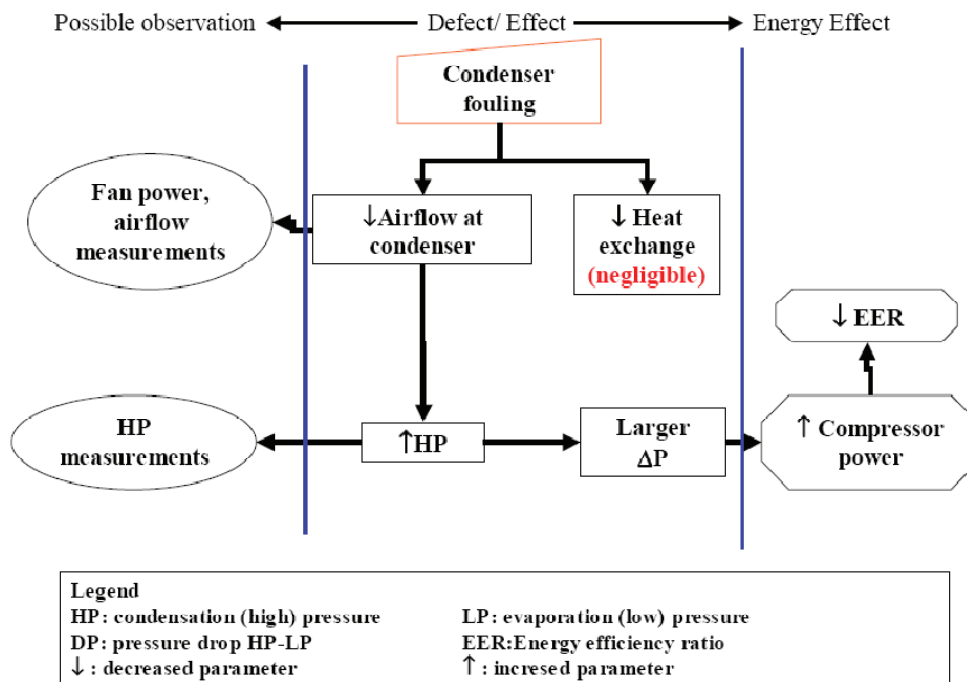 Possible observation
Defect/ Effect
Energy Effect
Condenser
fouling
Fan power,
airflow
measurements
↓Airflow at
condenser
↓ Heat
exchange
(negligible)
↓ EER
HP
measurements
↑HP
Larger
ΔP
↑ Compressor
power
Legend
HP: condensation (high) pressure
LP: evaporation (low) pressure
DP: pressure drop HP-LP
EER:Energy efficiency ratio
↓ : decreased parameter
↑ : incresed parameter